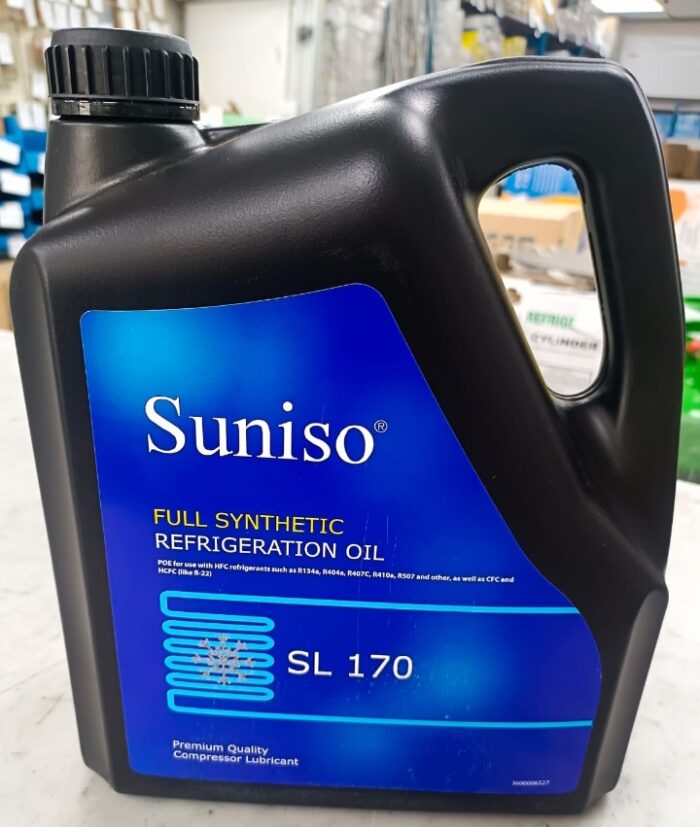 Suniso®
FULL SYNTHETIC
REFRIGERATION OIL
POE for use with HFC refrigerants such as R134a, R404a, R407C, R410a, R507 and other, as well as CFC and
HCFC (like R-22)
SL 170
Premium Quality
Compressor Lubricant
3600006327
REFRIGE
CYLINDER